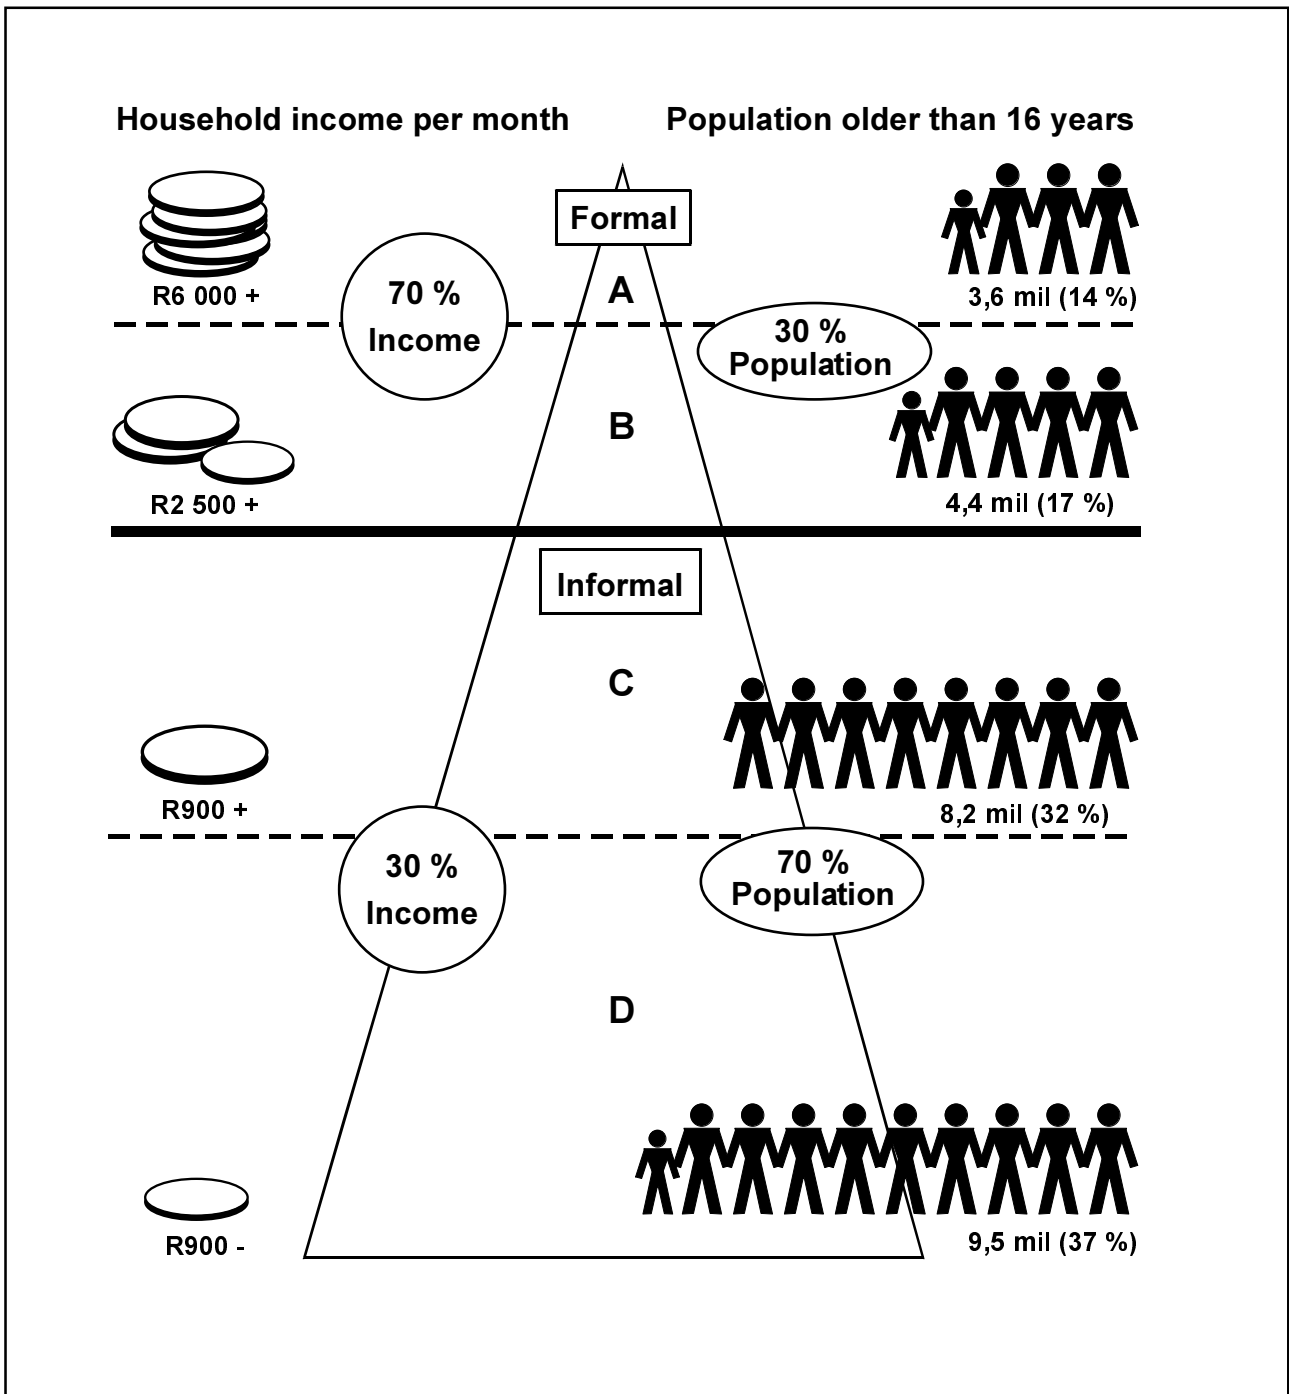 Household income per month
Population older than 16 years
Formal
R6 000 +
70 %
Income
A
3,6 mil (14 %)
30 %
Population
B
R2 500 +
4,4 mil (17 %)
Informal
C
R900 +
8,2 mil (32 %)
30 %
Income
70 %
Population
D
R900 -
9,5 mil (37 %)